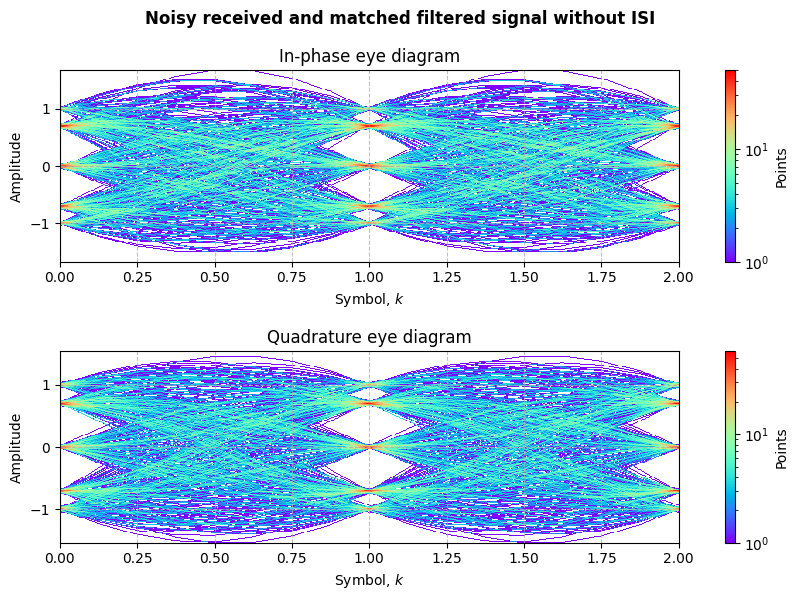 Noisy received and matched filtered signal without ISI
In-phase eye diagram
Amplitude
1
0
−1
0.00 0.25 0.50 0.75 1.00 1.25 1.50 1.75 2.00
Symbol, k
10¹
10⁰
Points
Quadrature eye diagram
Amplitude
1
0
−1
0.00 0.25 0.50 0.75 1.00 1.25 1.50 1.75 2.00
Symbol, k
10¹
10⁰
Points